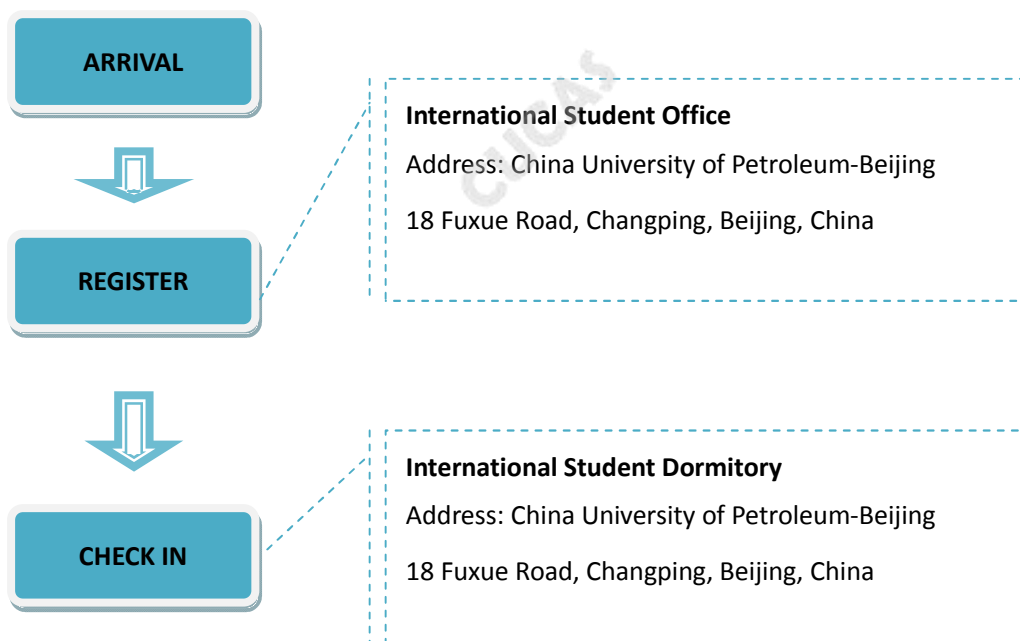 ARRIVAL
International Student Office
Address: China University of Petroleum-Beijing
18 Fuxue Road, Changping, Beijing, China
REGISTER
International Student Dormitory
Address: China University of Petroleum-Beijing
18 Fuxue Road, Changping, Beijing, China
CHECK IN
CUCAS